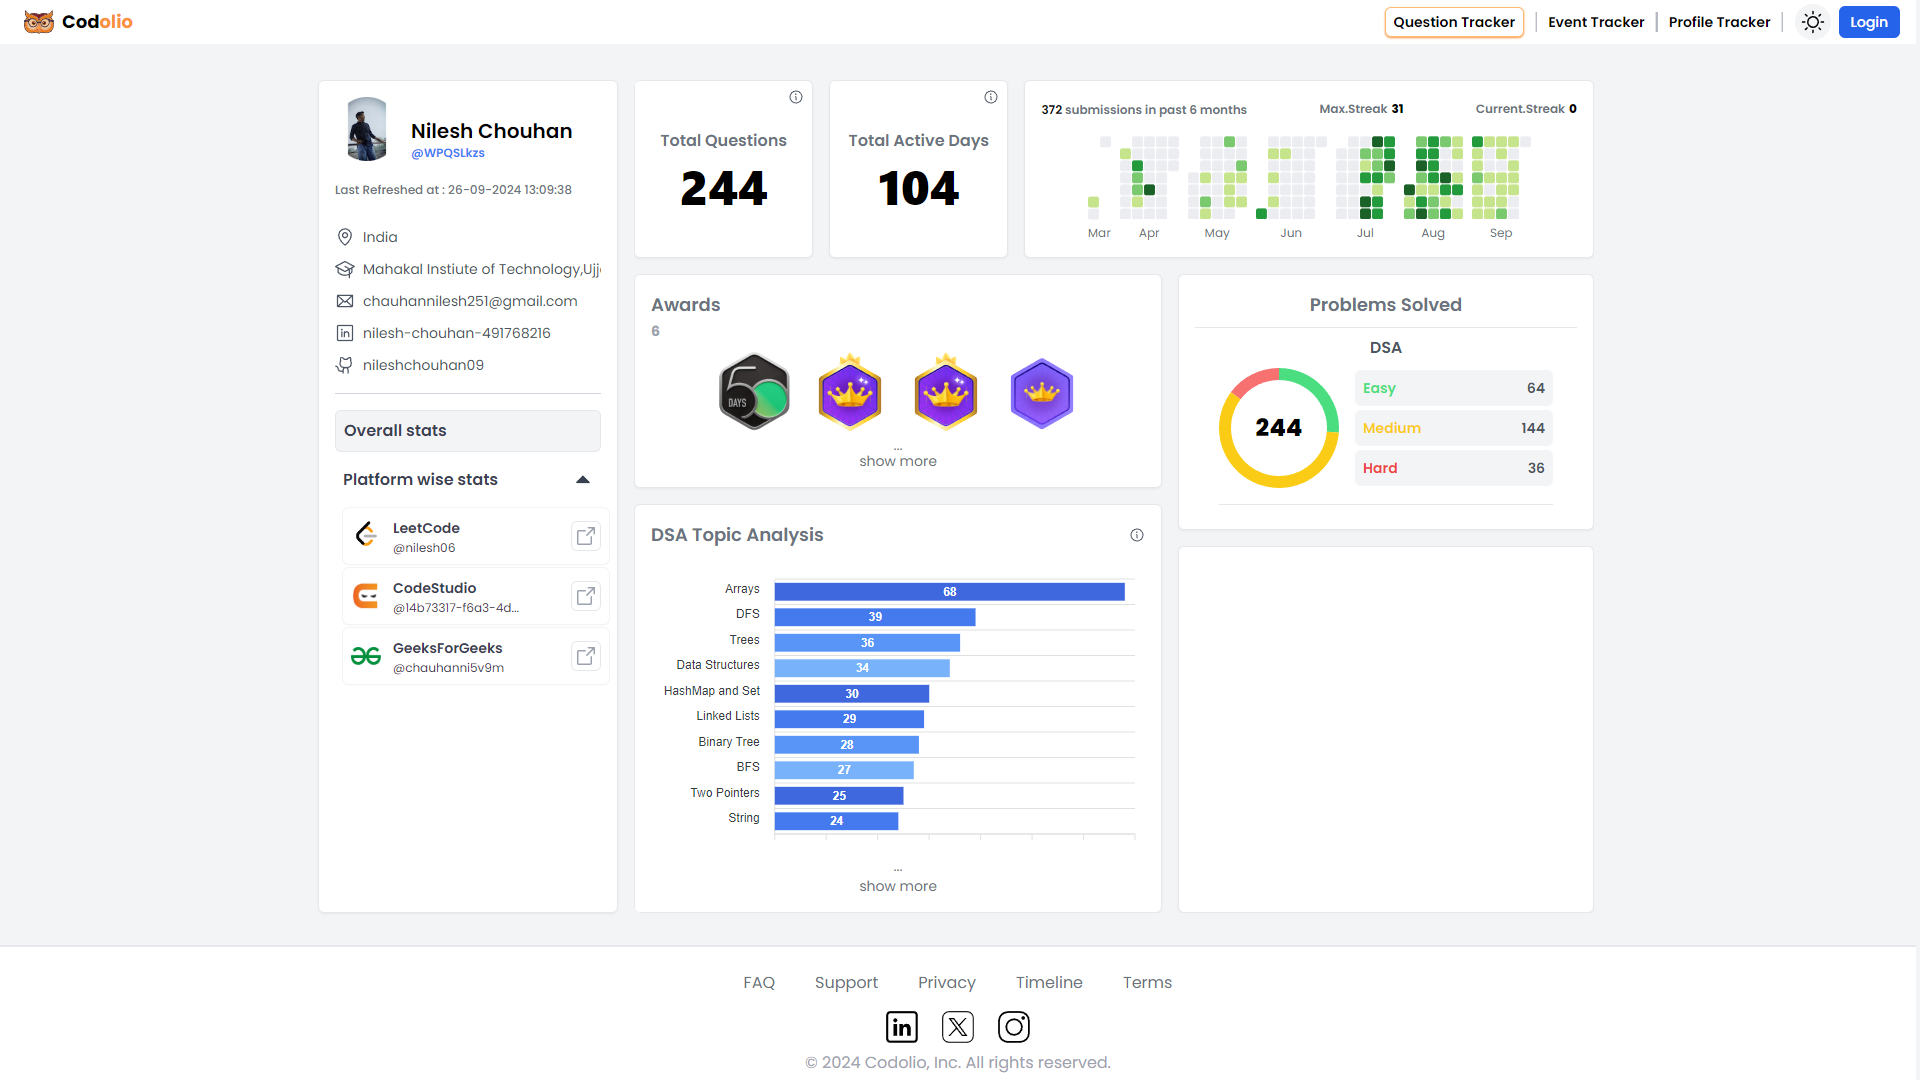 Codolio
Question Tracker
Event Tracker
Profile Tracker
Login
Nilesh Chouhan
@WPQSLkzs
Last Refreshed at : 26-09-2024 13:09:38
India
Mahakal Instiute of Technology,Ujj
chauhannilesh251@gmail.com
nilesh-chouhan-491768216
nileshchouhan09
Overall stats
Platform wise stats
LeetCode
@nilesh06
CodeStudio
@14b73317-f6a3-4d...
GeeksForGeeks
@chauhanni5v9m
Total Questions
244
Total Active Days
104
372 submissions in past 6 months
Max.Streak 31
Current.Streak 0
Mar Apr May Jun Jul Aug Sep
Awards
6
50
DAYS
...
show more
Problems Solved
DSA
244
Easy 64
Medium 144
Hard 36
DSA Topic Analysis
Arrays 68
DFS 39
Trees 36
Data Structures 34
HashMap and Set 30
Linked Lists 29
Binary Tree 28
BFS 27
Two Pointers 25
String 24
...
show more
FAQ
Support
Privacy
Timeline
Terms
in
© 2024 Codolio, Inc. All rights reserved.